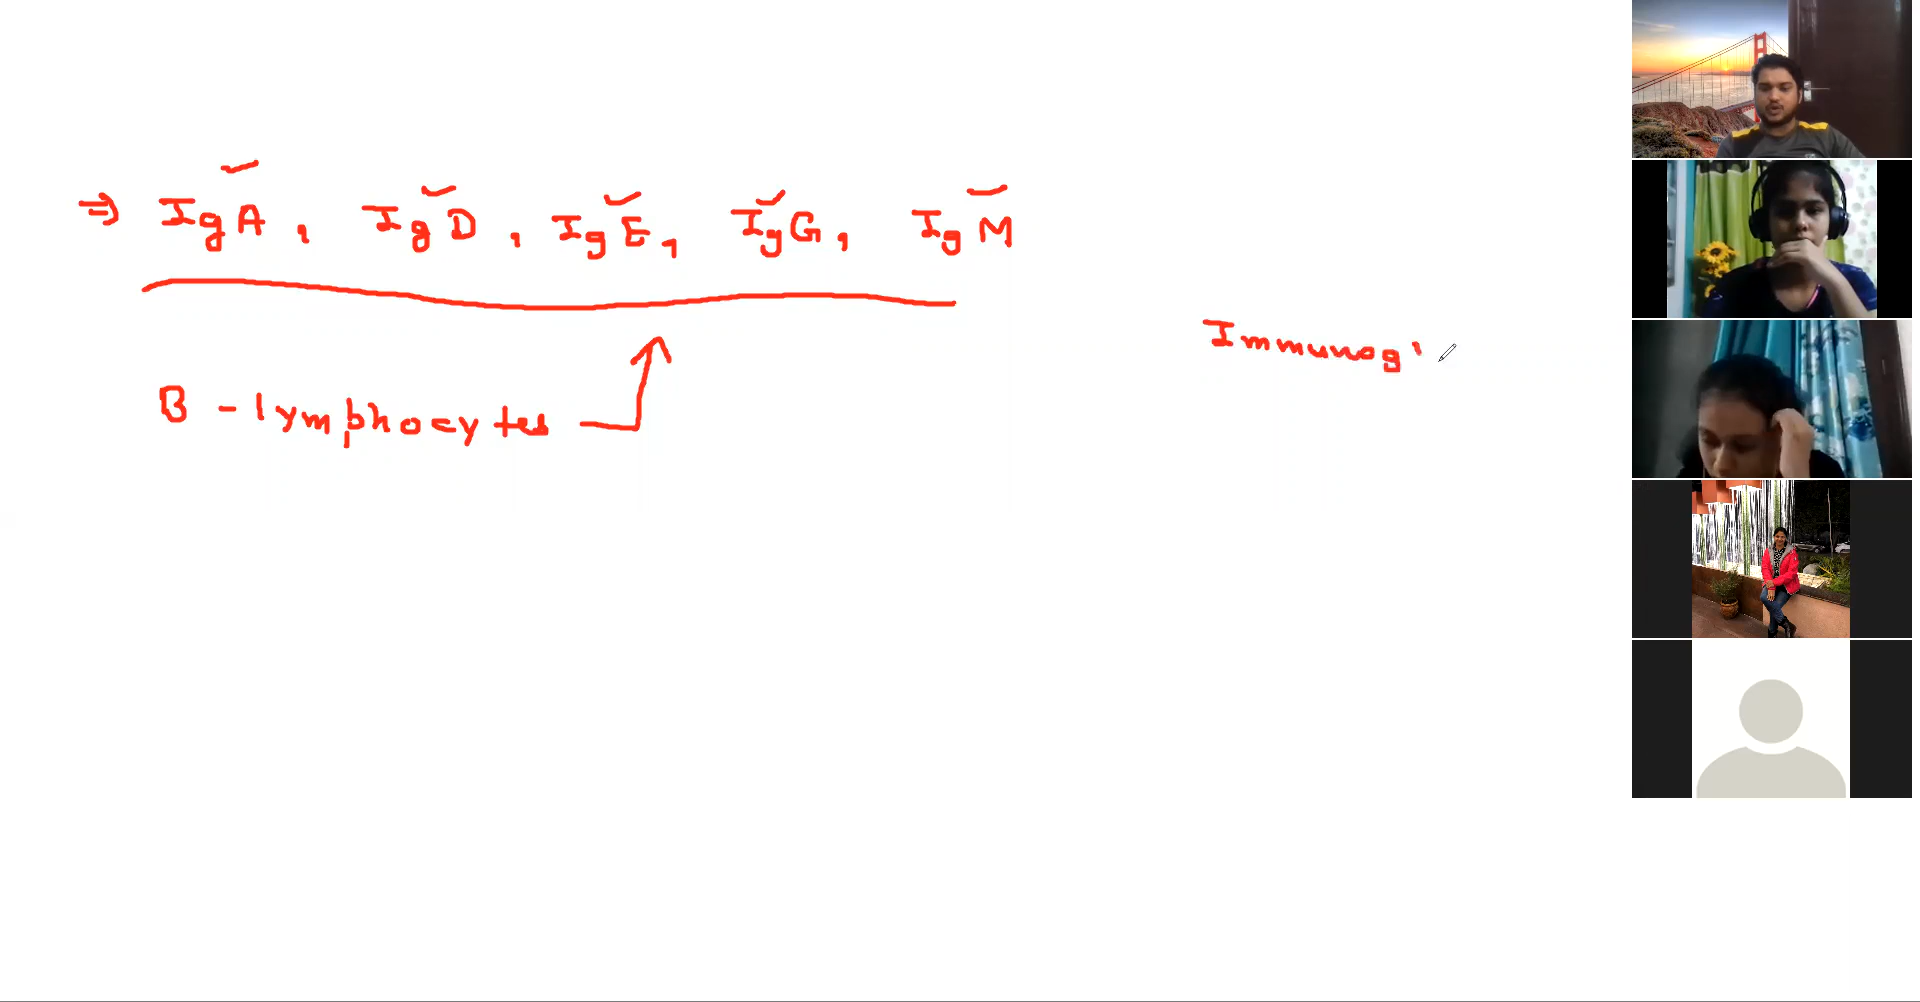 ⇒ IgA, IgD, IgE, IgG, IgM
Immunog'
B - lymphocytes